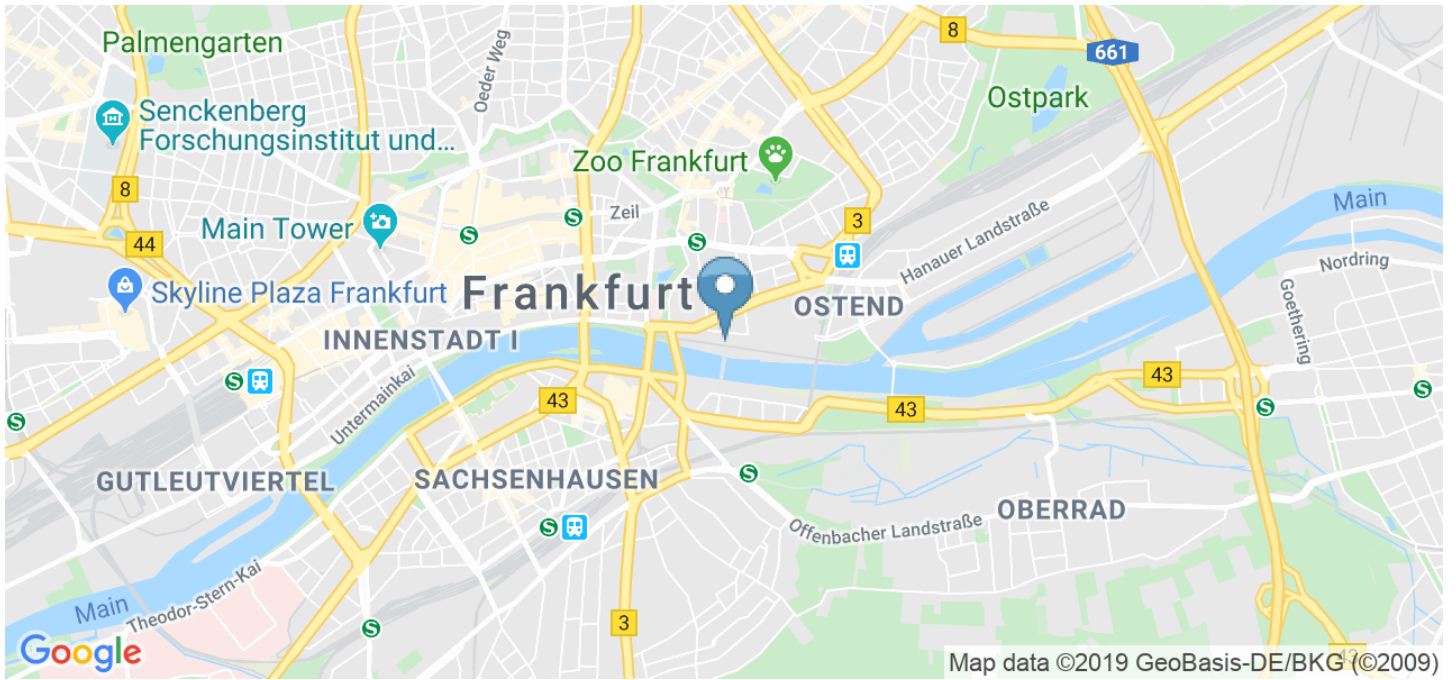 8
661
Palmengarten
Oeder Weg
Ostpark
Senckenberg
Forschungsinstitut und...
Zoo Frankfurt
8
Main
Zeil
S
3
Main Tower
S
S
44
Hanauer Landstraße
Nordring
Skyline Plaza Frankfurt
Frankfurt
OSTEND
Goethering
INNENSTADT I
Untermainkai
S
43
S
43
43
S
S
GUTLEUTVIERTEL
SACHSENHAUSEN
S
OBERRAD
S
Offenbacher Landstraße
Main
Theodor-Stern-Kai
3
S
Google
43
Map data ©2019 GeoBasis-DE/BKG (©2009)